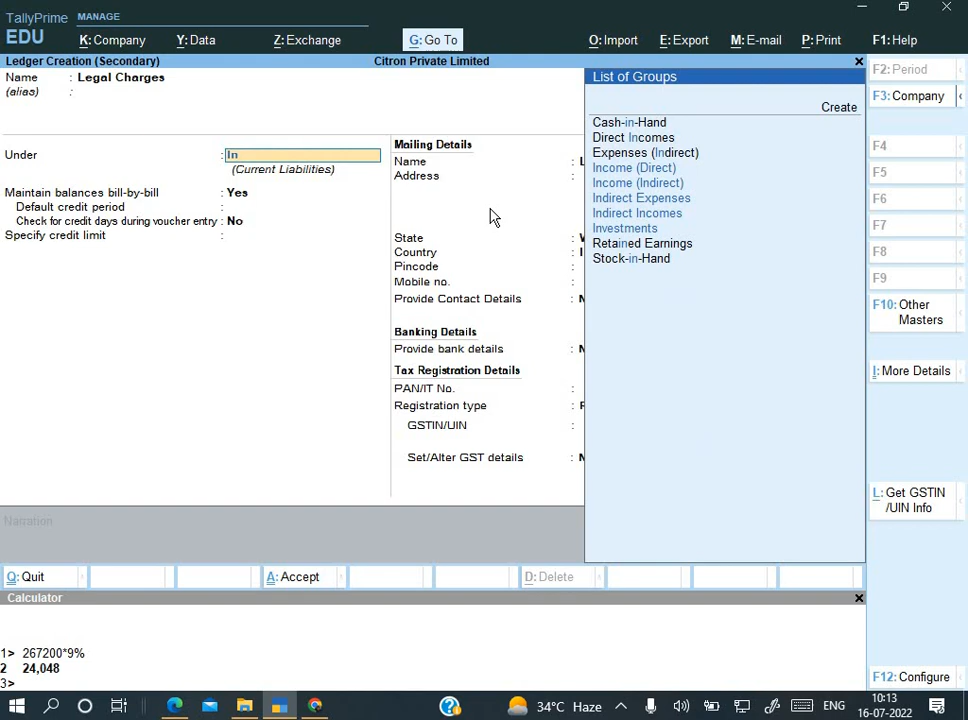 TallyPrime MANAGE
EDU K: Company Y: Data Z: Exchange G: Go To O: Import E: Export M: E-mail P: Print F1: Help
Ledger Creation (Secondary) Citron Private Limited
Name : Legal Charges
(alias) :
Under : In
(Current Liabilities)
Maintain balances bill-by-bill : Yes
Default credit period :
Check for credit days during voucher entry : No
Specify credit limit :
Mailing Details
Name :
Address :
State :
Country : I
Pincode :
Mobile no. :
Provide Contact Details : N
Banking Details
Provide bank details : N
Tax Registration Details
PAN/IT No. :
Registration type :
GSTIN/UIN :
Set/Alter GST details : N
List of Groups
Create
Cash-in-Hand
Direct Incomes
Expenses (Indirect)
Income (Direct)
Income (Indirect)
Indirect Expenses
Indirect Incomes
Investments
Retained Earnings
Stock-in-Hand
F2: Period
F3: Company
F4
F5
F6
F7
F8
F9
F10: Other
Masters
I: More Details
L: Get GSTIN
/UIN Info
F12: Configure
Narration
Q: Quit A: Accept D: Delete
Calculator
1> 267200*9%
2 24,048
3>
34°C Haze ENG 10:13
16-07-2022